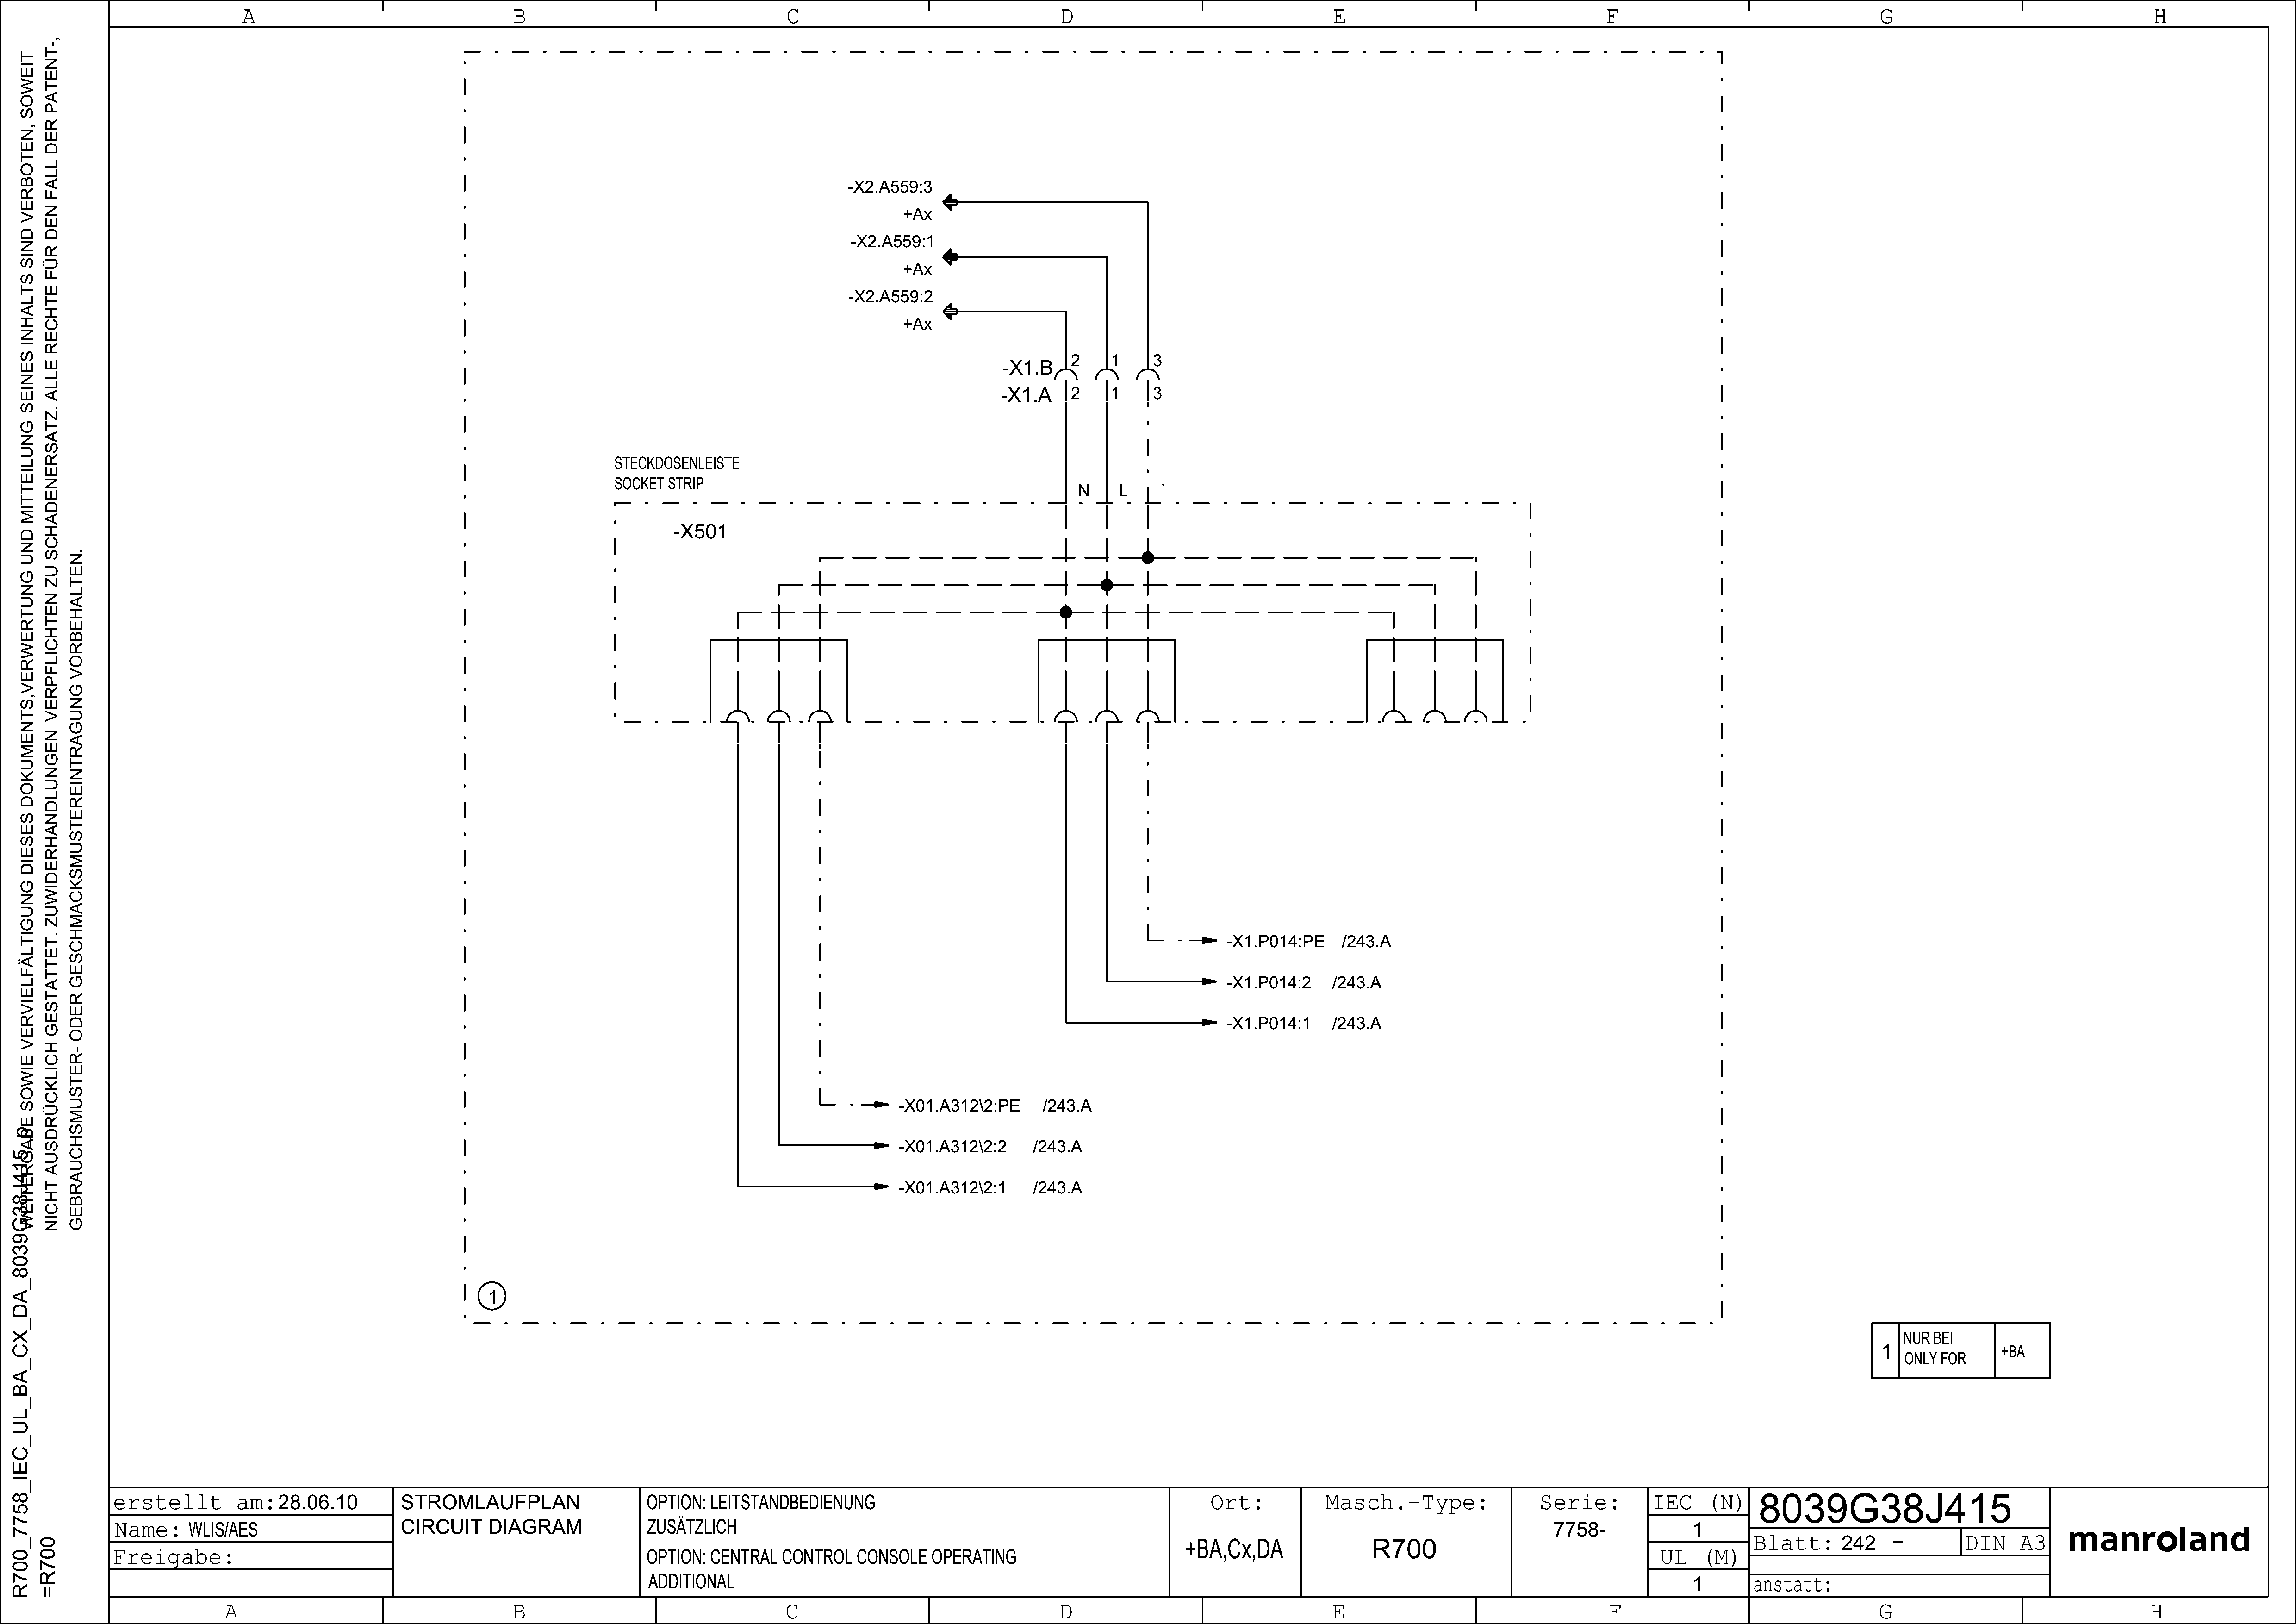 A B C D E F G H
WEITERGABE SOWIE VERVIELFÄLTIGUNG DIESES DOKUMENTS,VERWERTUNG UND MITTEILUNG SEINES INHALTS SIND VERBOTEN, SOWEIT
NICHT AUSDRÜCKLICH GESTATTET. ZUWIDERHANDLUNGEN VERPFLICHTEN ZU SCHADENERSATZ. ALLE RECHTE FÜR DEN FALL DER PATENT-,
GEBRAUCHSMUSTER- ODER GESCHMACKSMUSTEREINTRAGUNG VORBEHALTEN.
R700_7758_IEC_UL_BA_CX_DA_8039G38J415_D
=R700
-X2.A559:3
+Ax
-X2.A559:1
+Ax
-X2.A559:2
+Ax
-X1.B 2 1 3
-X1.A 2 1 3
STECKDOSENLEISTE
SOCKET STRIP
N L
-X501
-X1.P014:PE /243.A
-X1.P014:2 /243.A
-X1.P014:1 /243.A
-X01.A312\2:PE /243.A
-X01.A312\2:2 /243.A
-X01.A312\2:1 /243.A
1
1 NUR BEI
ONLY FOR +BA
erstellt am: 28.06.10
Name: WLIS/AES
Freigabe:
STROMLAUFPLAN
CIRCUIT DIAGRAM
OPTION: LEITSTANDBEDIENUNG
ZUSÄTZLICH
OPTION: CENTRAL CONTROL CONSOLE OPERATING
ADDITIONAL
Ort:
+BA,Cx,DA
Masch.-Type:
R700
Serie:
7758-
IEC (N)
1
UL (M)
1
8039G38J415
Blatt: 242 - DIN A3
anstatt:
manroland
A B C D E F G H